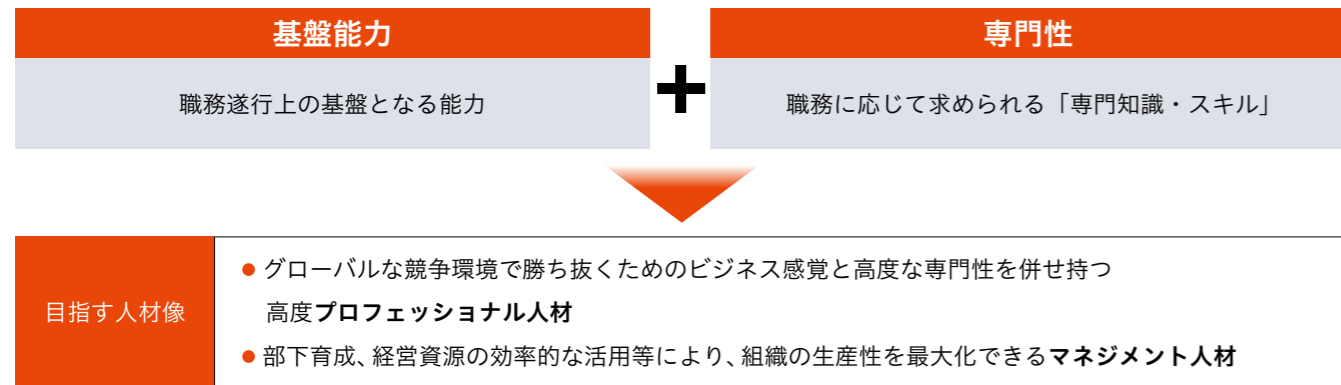 基盤能力
専門性
職務遂行上の基盤となる能力
+
職務に応じて求められる「専門知識・スキル」
目指す人材像
● グローバルな競争環境で勝ち抜くためのビジネス感覚と高度な専門性を併せ持つ
高度プロフェッショナル人材
● 部下育成、経営資源の効率的な活用等により、組織の生産性を最大化できるマネジメント人材